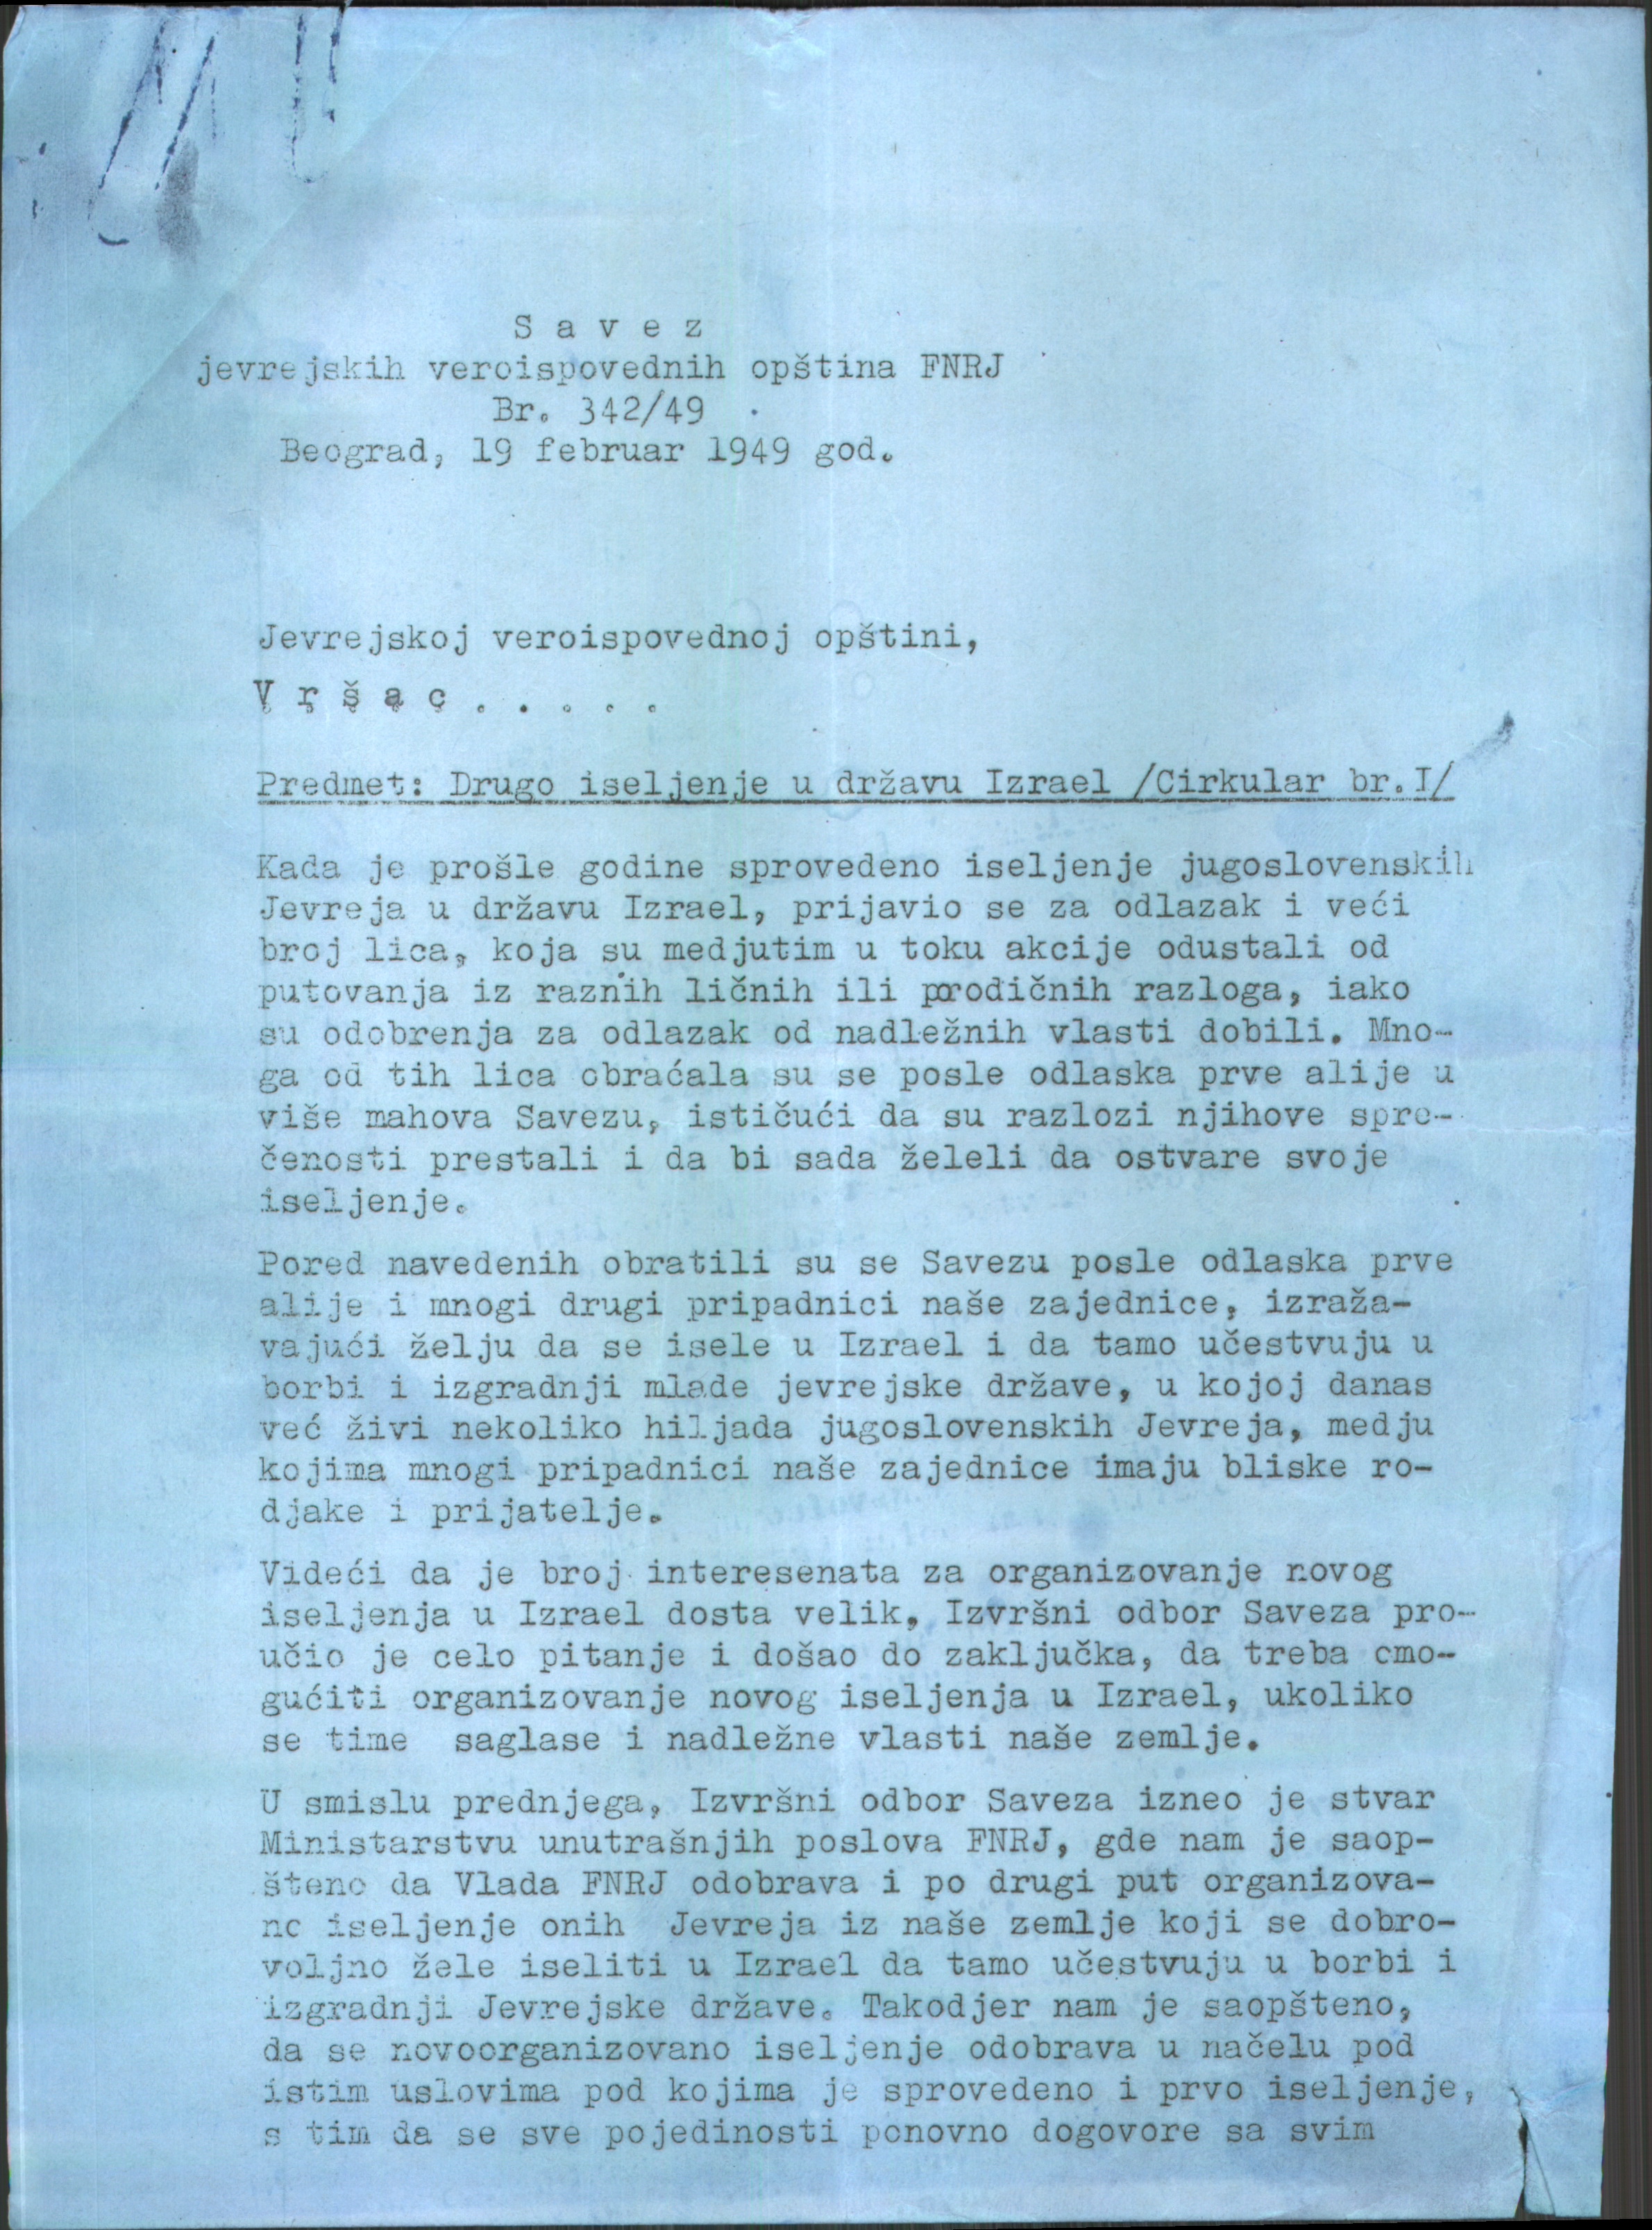 S a v e z
jevrejskih veroispovednih opština FNRJ
Br. 342/49
Beograd, 19 februar 1949 god.
Jevrejskoj veroispovednoj opštini,
V r š a c . . . . .
Predmet: Drugo iseljenje u državu Izrael /Cirkular br.I/
Kada je prošle godine sprovedeno iseljenje jugoslovenskih
Jevreja u državu Izrael, prijavio se za odlazak i veći
broj lica, koja su medjutim u toku akcije odustali od
putovanja iz raznih ličnih ili porodičnih razloga, iako
su odobrenja za odlazak od nadležnih vlasti dobili. Mno-
ga od tih lica obraćala su se posle odlaska prve alije u
više mahova Savezu, ističući da su razlozi njihove spre-
čenosti prestali i da bi sada želeli da ostvare svoje
iseljenje.
Pored navedenih obratili su se Savezu posle odlaska prve
alije i mnogi drugi pripadnici naše zajednice, izraža-
vajući želju da se isele u Izrael i da tamo učestvuju u
borbi i izgradnji mlade jevrejske države, u kojoj danas
već živi nekoliko hiljada jugoslovenskih Jevreja, medju
kojima mnogi pripadnici naše zajednice imaju bliske ro-
djake i prijatelje.
Videći da je broj interesenata za organizovanje novog
iseljenja u Izrael dosta velik, Izvršni odbor Saveza pro-
učio je celo pitanje i došao do zaključka, da treba omo-
gućiti organizovanje novog iseljenja u Izrael, ukoliko
se time saglase i nadležne vlasti naše zemlje.
U smislu prednjega, Izvršni odbor Saveza izneo je stvar
Ministarstvu unutrašnjih poslova FNRJ, gde nam je saop-
šteno da Vlada FNRJ odobrava i po drugi put organizova-
no iseljenje onih Jevreja iz naše zemlje koji se dobro-
voljno žele iseliti u Izrael da tamo učestvuju u borbi i
izgradnji Jevrejske države. Takodjer nam je saopšteno,
da se novoorganizovano iseljenje odobrava u načelu pod
istim uslovima pod kojima je sprovedeno i prvo iseljenje,
s tim da se sve pojedinosti ponovno dogovore sa svim